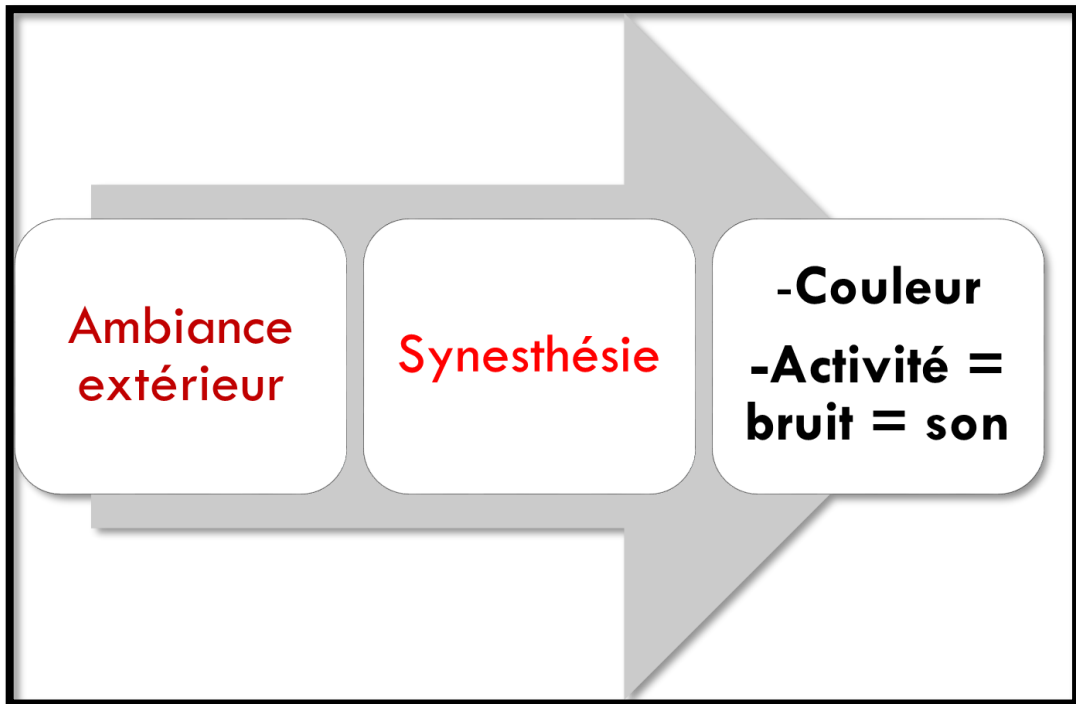 Ambiance
extérieur
Synesthésie
-Couleur
-Activité =
bruit = son